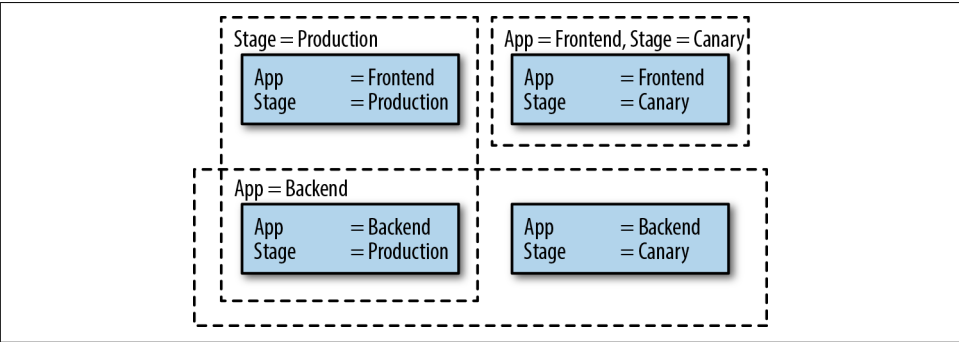 Stage = Production
App = Frontend
Stage = Production
App = Frontend, Stage = Canary
App = Frontend
Stage = Canary
App = Backend
App = Backend
Stage = Production
App = Backend
Stage = Canary